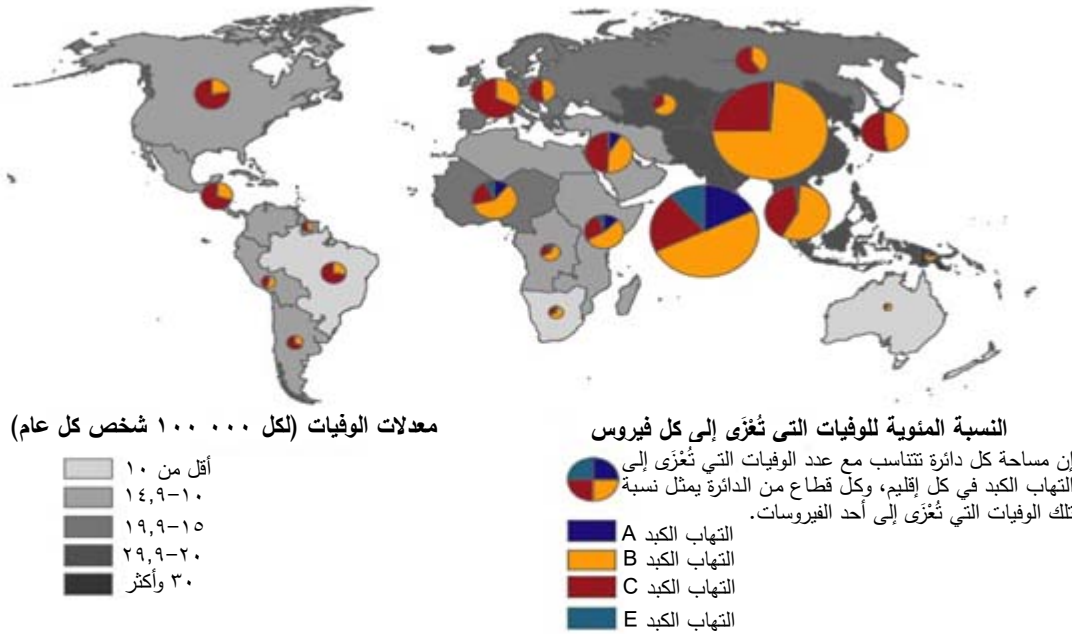 النسبة المئوية للوفيات التي تُعْزَى إلى كل فيروس
إن مساحة كل دائرة تتناسب مع عدد الوفيات التي تُعْزَى إلى
التهاب الكبد في كل إقليم، وكل قطاع من الدائرة يمثل نسبة
تلك الوفيات التي تُعْزَى إلى أحد الفيروسات.
التهاب الكبد A
التهاب الكبد B
التهاب الكبد C
التهاب الكبد E
معدلات الوفيات (لكل ٠٠٠ ١٠٠ شخص كل عام)
أقل من ١٠
١٠-١٤,٩
١٥-١٩,٩
٢٠-٢٩,٩
٣٠ وأكثر